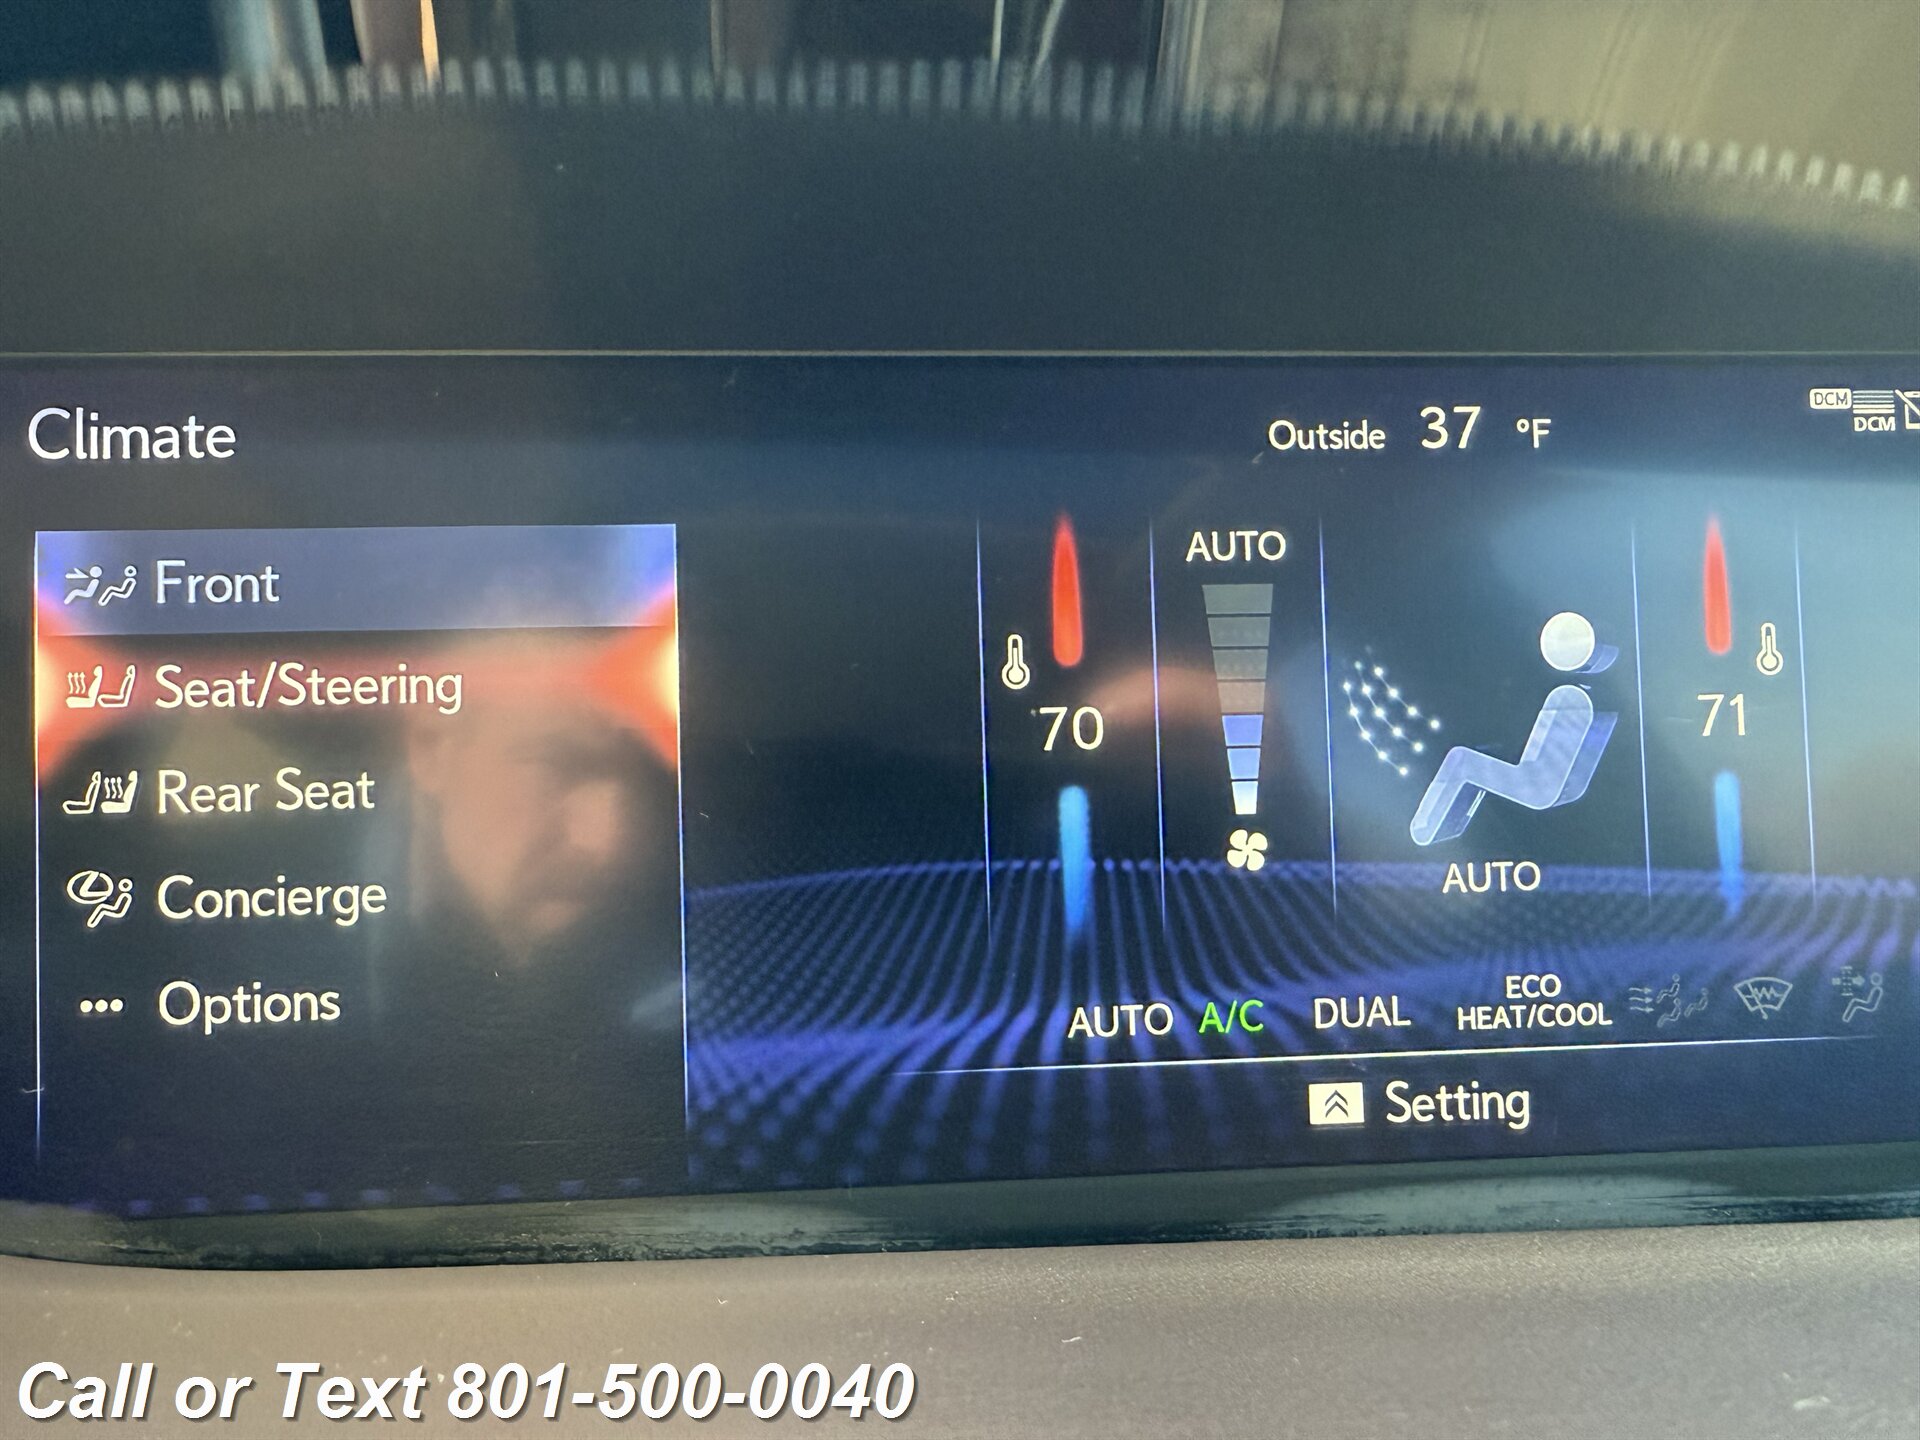 Climate
Outside 37 °F
DCM
DCM
Front
Seat/Steering
Rear Seat
Concierge
••• Options
AUTO
70
71
AUTO
AUTO A/C DUAL ECO HEAT/COOL
Setting
Call or Text 801-500-0040